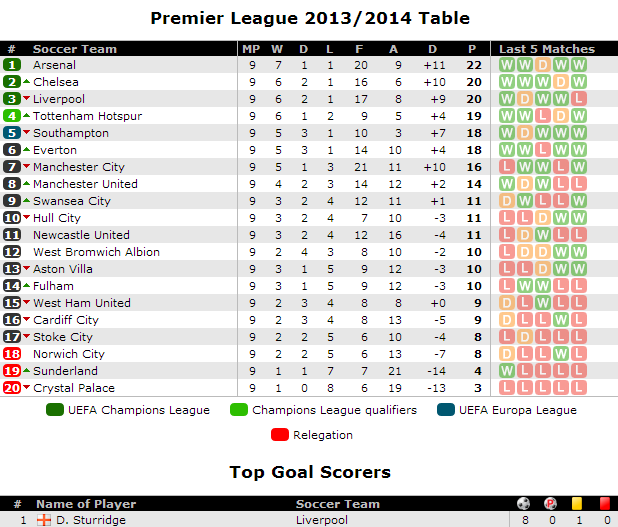 Premier League 2013/2014 Table
# Soccer Team MP W D L F A D P Last 5 Matches
1 Arsenal 9 7 1 1 20 9 +11 22 W W D W W
2 Chelsea 9 6 2 1 16 6 +10 20 W W W D W
3 Liverpool 9 6 2 1 17 8 +9 20 W D W W L
4 Tottenham Hotspur 9 6 1 2 9 5 +4 19 W W L D W
5 Southampton 9 5 3 1 10 3 +7 18 W D W W W
6 Everton 9 5 3 1 14 10 +4 18 W W L W W
7 Manchester City 9 5 1 3 21 11 +10 16 L W W L W
8 Manchester United 9 4 2 3 14 12 +2 14 W D W L L
9 Swansea City 9 3 2 4 12 11 +1 11 D W L L W
10 Hull City 9 3 2 4 7 10 -3 11 L L D W W
11 Newcastle United 9 3 2 4 12 16 -4 11 L D W L L
12 West Bromwich Albion 9 2 4 3 8 10 -2 10 L D D W W
13 Aston Villa 9 3 1 5 9 12 -3 10 L L D W W
14 Fulham 9 3 1 5 9 12 -3 10 L W W L L
15 West Ham United 9 2 3 4 8 8 +0 9 D L W L L
16 Cardiff City 9 2 3 4 8 13 -5 9 D L L W L
17 Stoke City 9 2 2 5 6 10 -4 8 L D L L L
18 Norwich City 9 2 2 5 6 13 -7 8 D L L W L
19 Sunderland 9 1 1 7 7 21 -14 4 W L L L L
20 Crystal Palace 9 1 0 8 6 19 -13 3 L L L L L
UEFA Champions League Champions League qualifiers UEFA Europa League
Relegation
Top Goal Scorers
# Name of Player Soccer Team P
1 D. Sturridge Liverpool 8 0 1 0